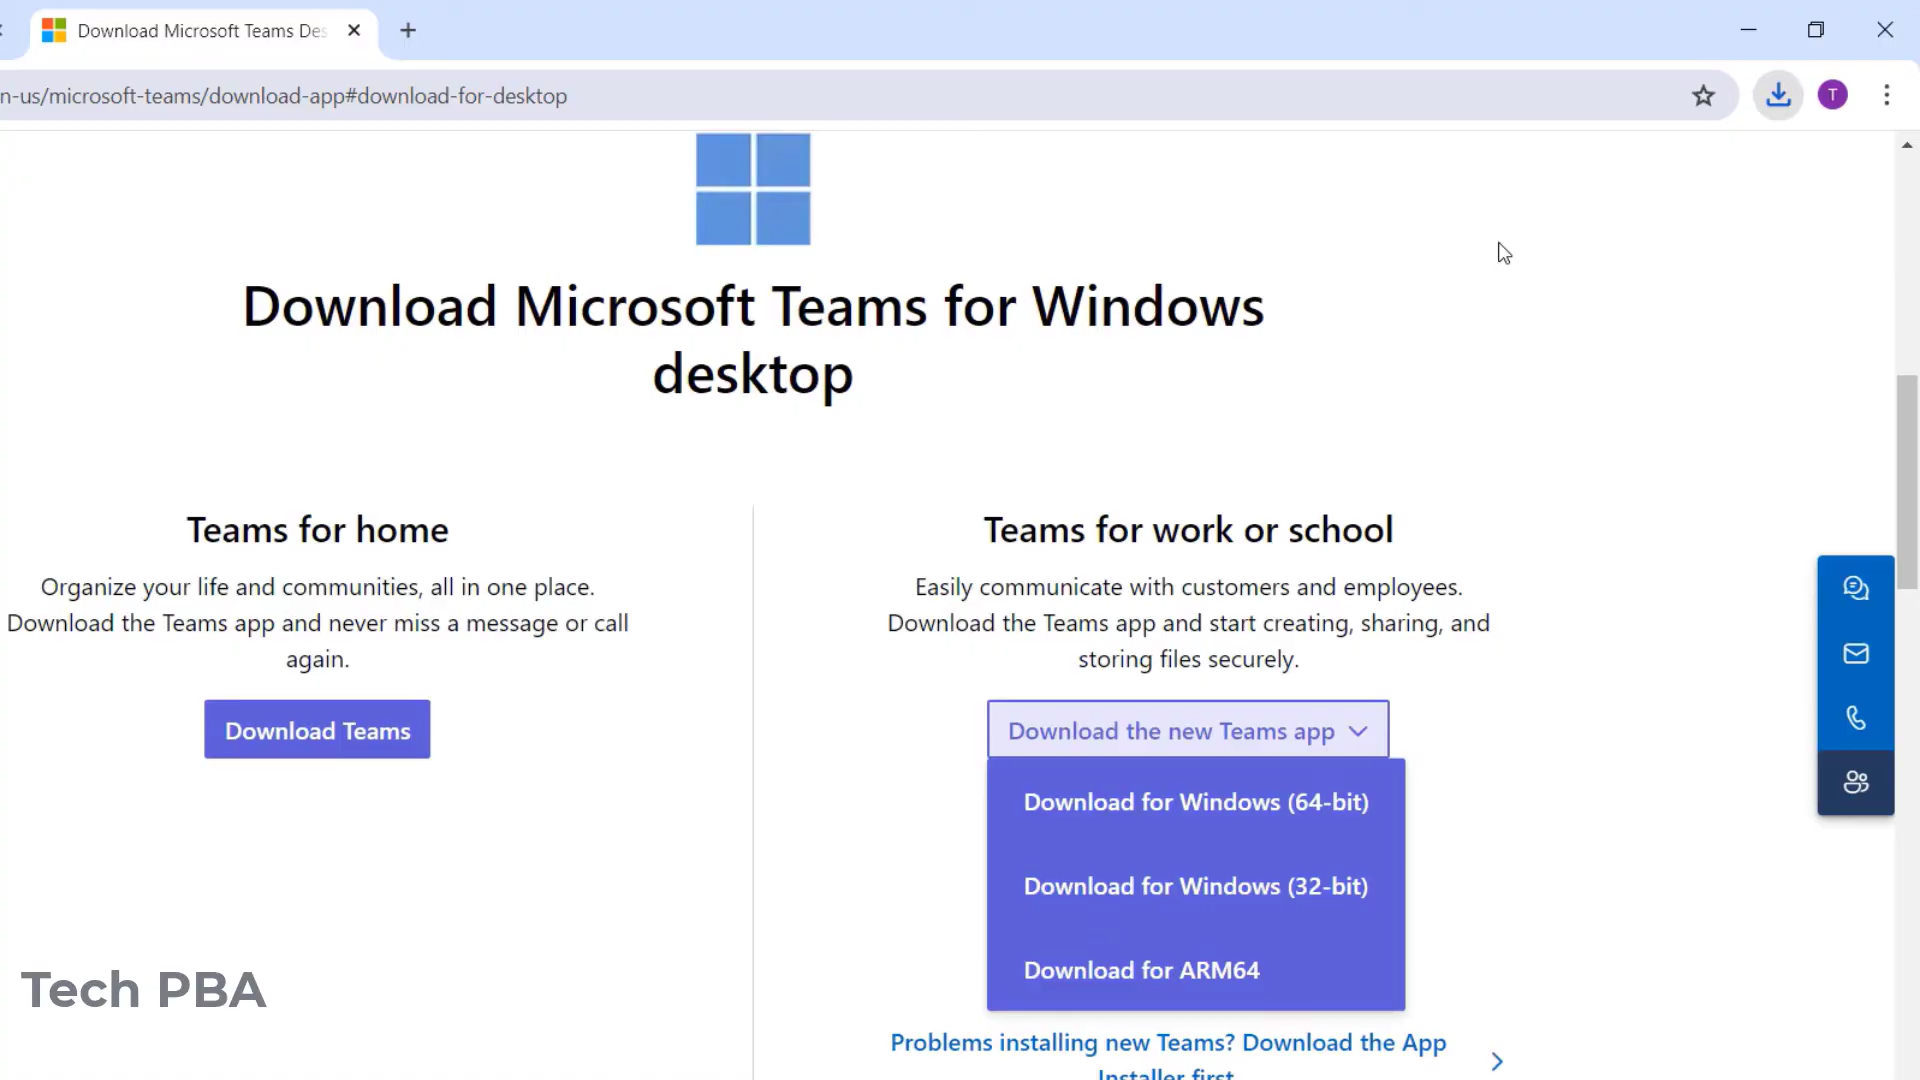 Download Microsoft Teams Des
n-us/microsoft-teams/download-app#download-for-desktop
T
Download Microsoft Teams for Windows
desktop
Teams for home
Organize your life and communities, all in one place.
Download the Teams app and never miss a message or call
again.
Download Teams
Teams for work or school
Easily communicate with customers and employees.
Download the Teams app and start creating, sharing, and
storing files securely.
Download the new Teams app
Download for Windows (64-bit)
Download for Windows (32-bit)
Download for ARM64
Problems installing new Teams? Download the App
Installer first
Tech PBA